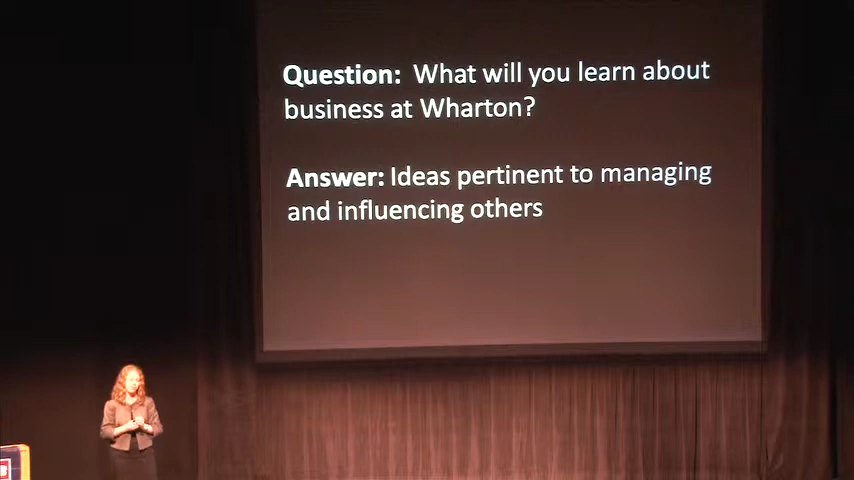 Question: What will you learn about
business at Wharton?
Answer: Ideas pertinent to managing
and influencing others